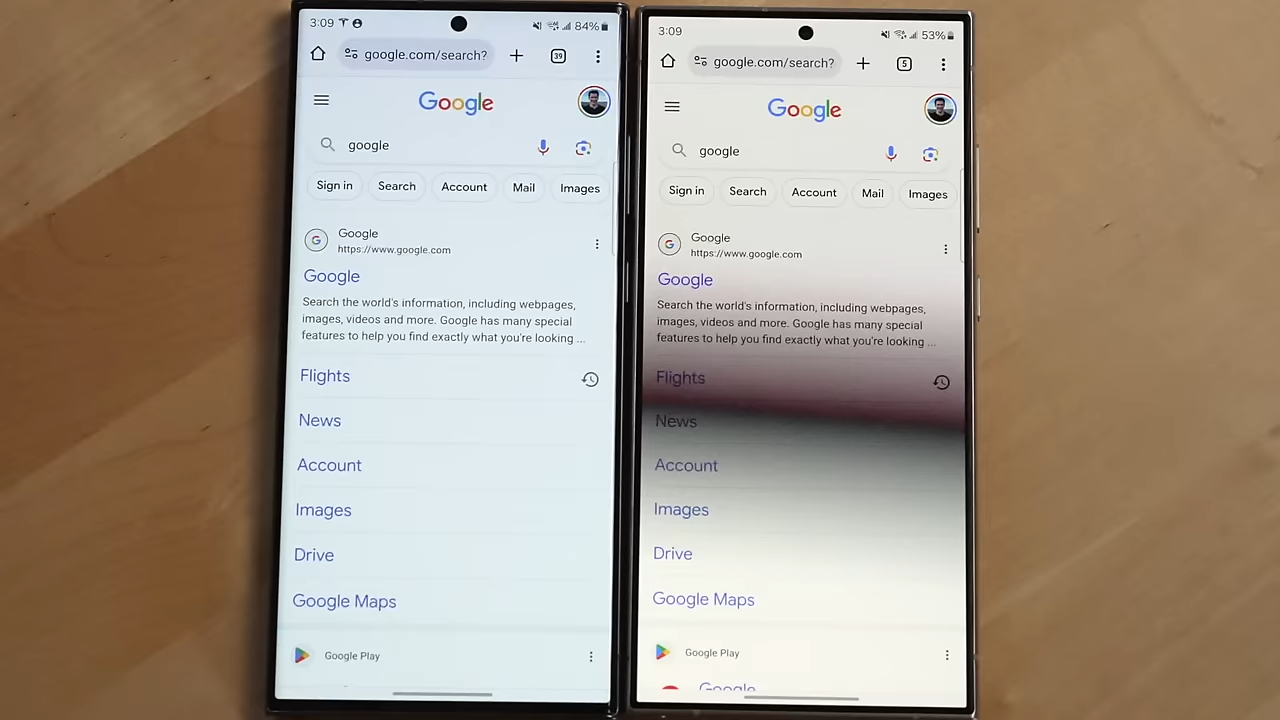 3:09 84%
google.com/search? 39
Google
google
Sign in Search Account Mail Images
G Google
https://www.google.com
Google
Search the world's information, including webpages,
images, videos and more. Google has many special
features to help you find exactly what you're looking ...
Flights
News
Account
Images
Drive
Google Maps
Google Play
3:09 53%
google.com/search? 5
Google
google
Sign in Search Account Mail Images
G Google
https://www.google.com
Google
Search the world's information, including webpages,
images, videos and more. Google has many special
features to help you find exactly what you're looking ...
Flights
News
Account
Images
Drive
Google Maps
Google Play
Google